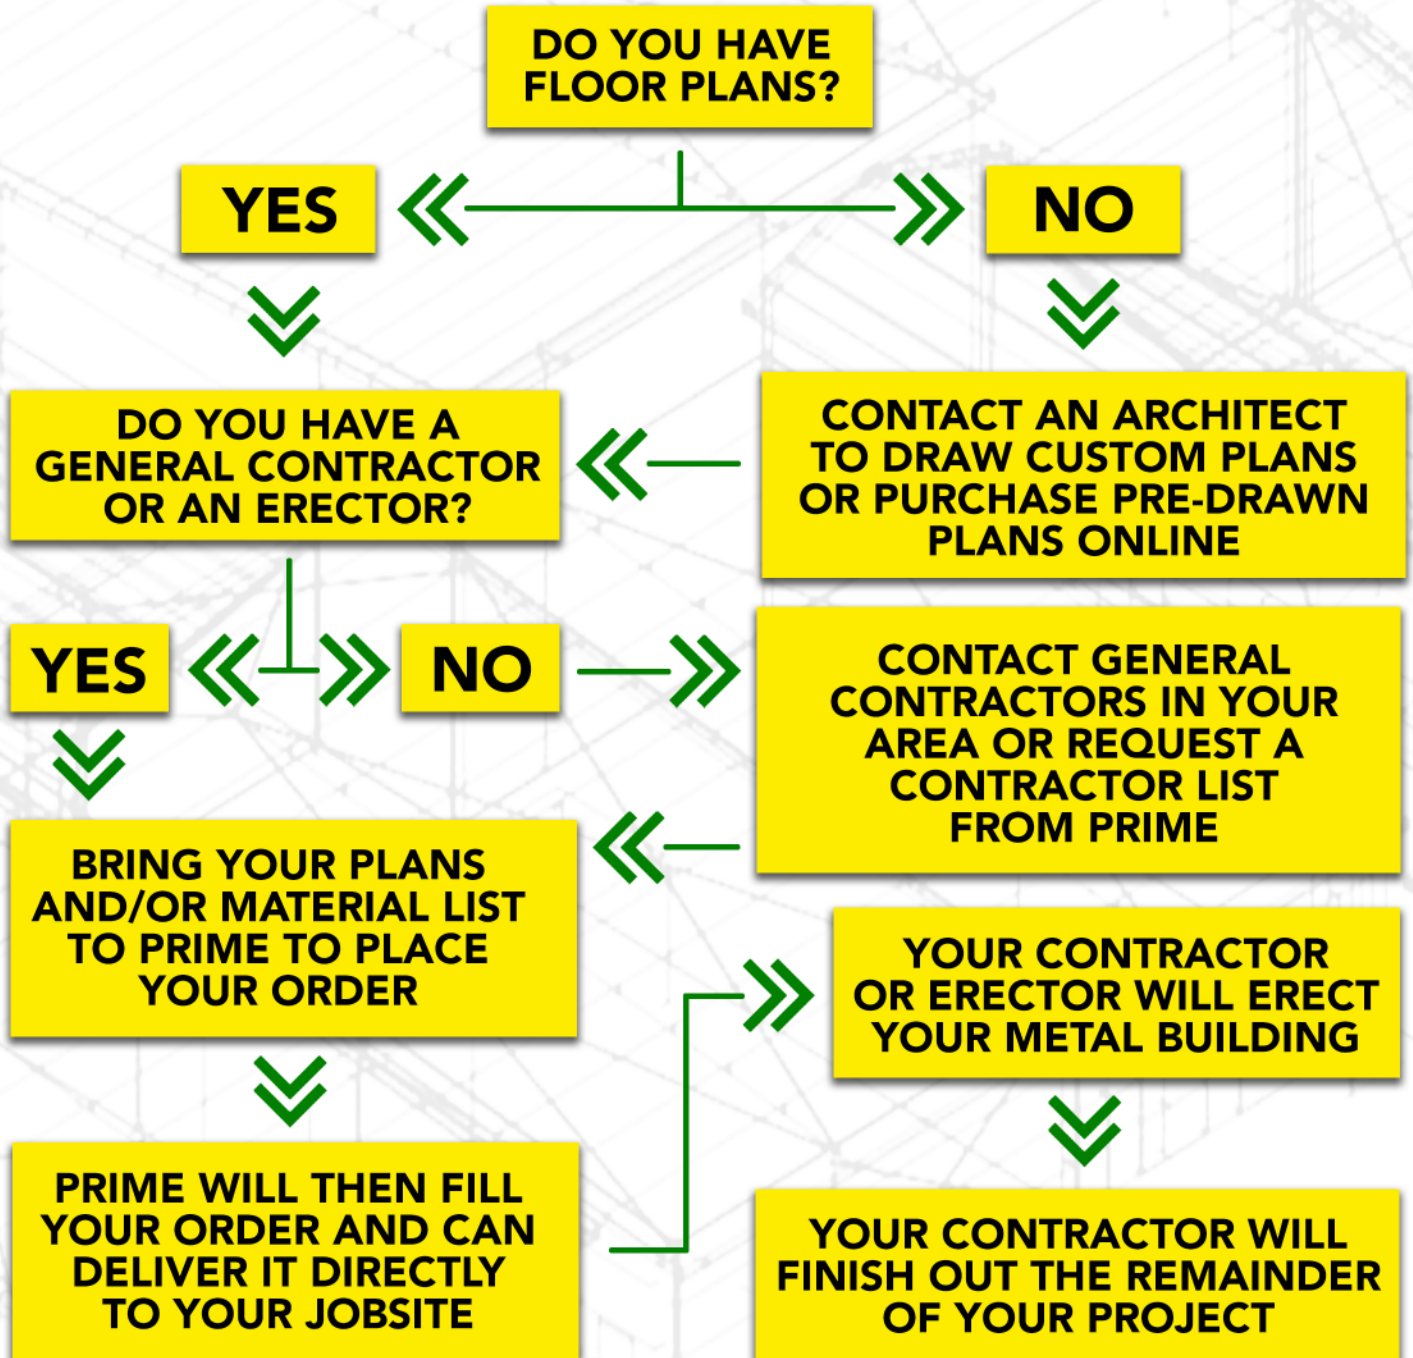 DO YOU HAVE
FLOOR PLANS?
YES
NO
DO YOU HAVE A
GENERAL CONTRACTOR
OR AN ERECTOR?
CONTACT AN ARCHITECT
TO DRAW CUSTOM PLANS
OR PURCHASE PRE-DRAWN
PLANS ONLINE
YES
NO
CONTACT GENERAL
CONTRACTORS IN YOUR
AREA OR REQUEST A
CONTRACTOR LIST
FROM PRIME
BRING YOUR PLANS
AND/OR MATERIAL LIST
TO PRIME TO PLACE
YOUR ORDER
PRIME WILL THEN FILL
YOUR ORDER AND CAN
DELIVER IT DIRECTLY
TO YOUR JOBSITE
YOUR CONTRACTOR
OR ERECTOR WILL ERECT
YOUR METAL BUILDING
YOUR CONTRACTOR WILL
FINISH OUT THE REMAINDER
OF YOUR PROJECT